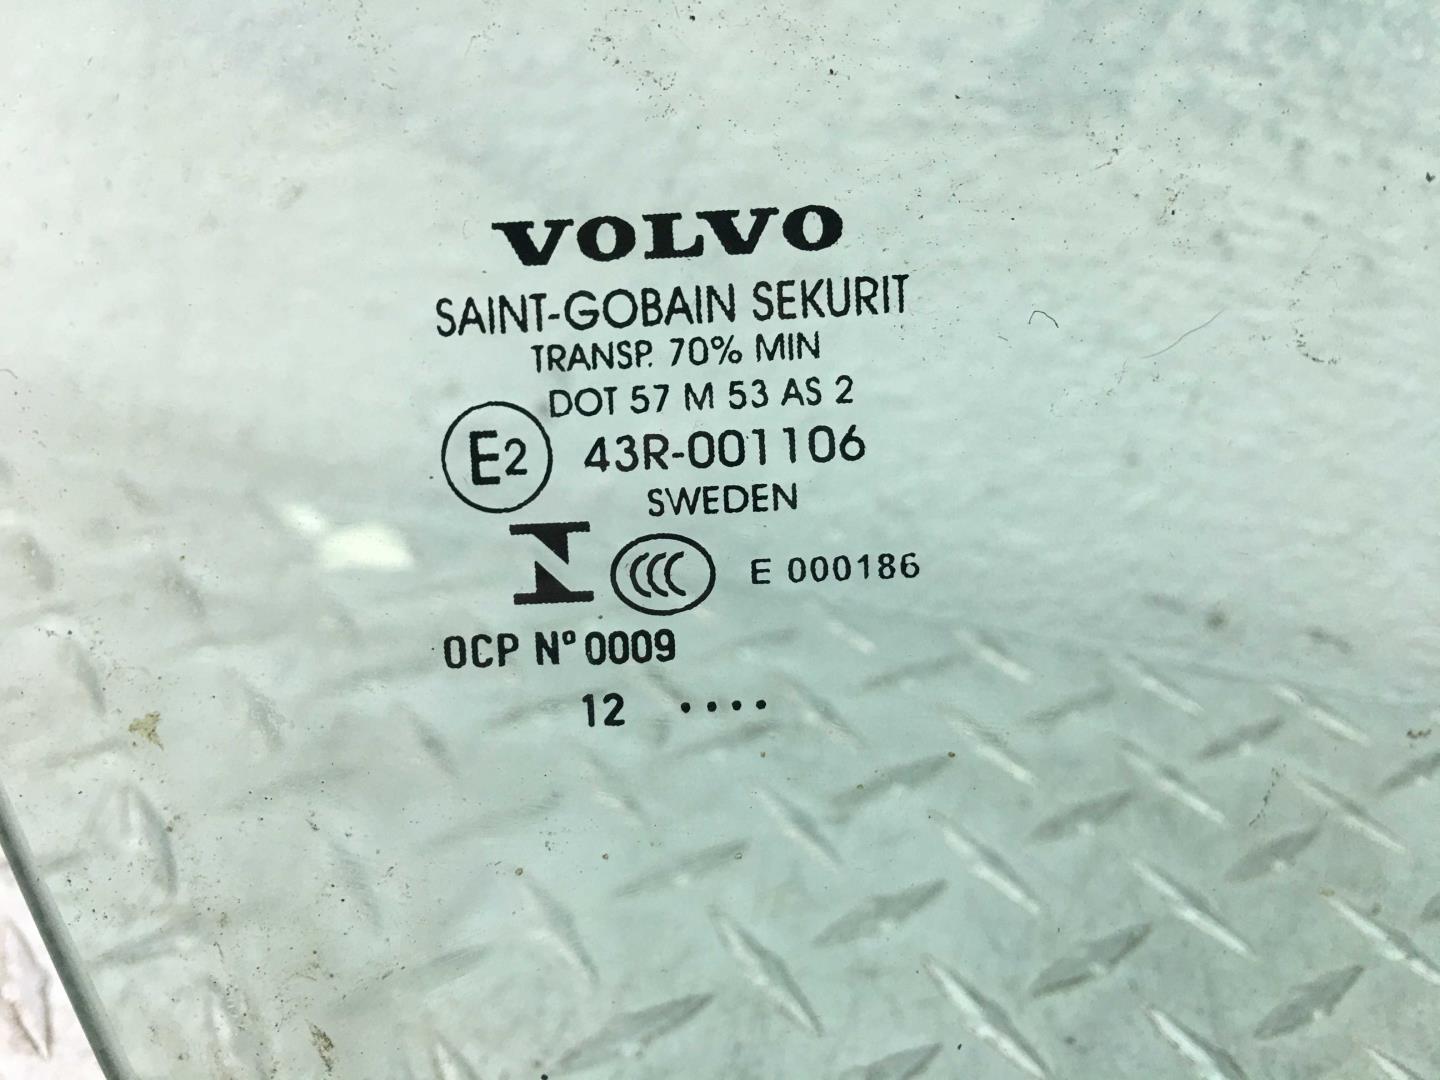 VOLVO
SAINT-GOBAIN SEKURIT
TRANSP. 70% MIN
DOT 57 M 53 AS 2
E2 43R-001106
SWEDEN
CCC E 000186
OCP Nº 0009
12 ....